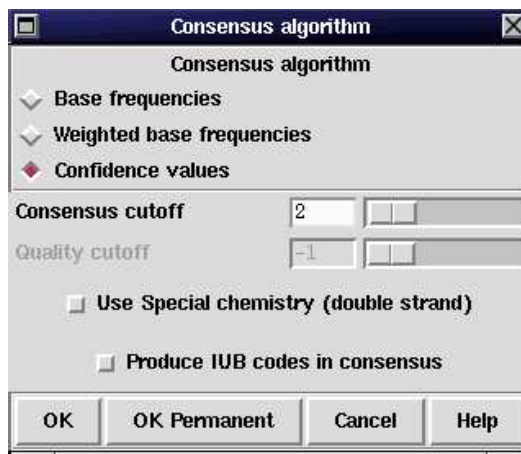 Consensus algorithm
Consensus algorithm
Base frequencies
Weighted base frequencies
Confidence values
Consensus cutoff 2
Quality cutoff -1
Use Special chemistry (double strand)
Produce IUB codes in consensus
OK OK Permanent Cancel Help